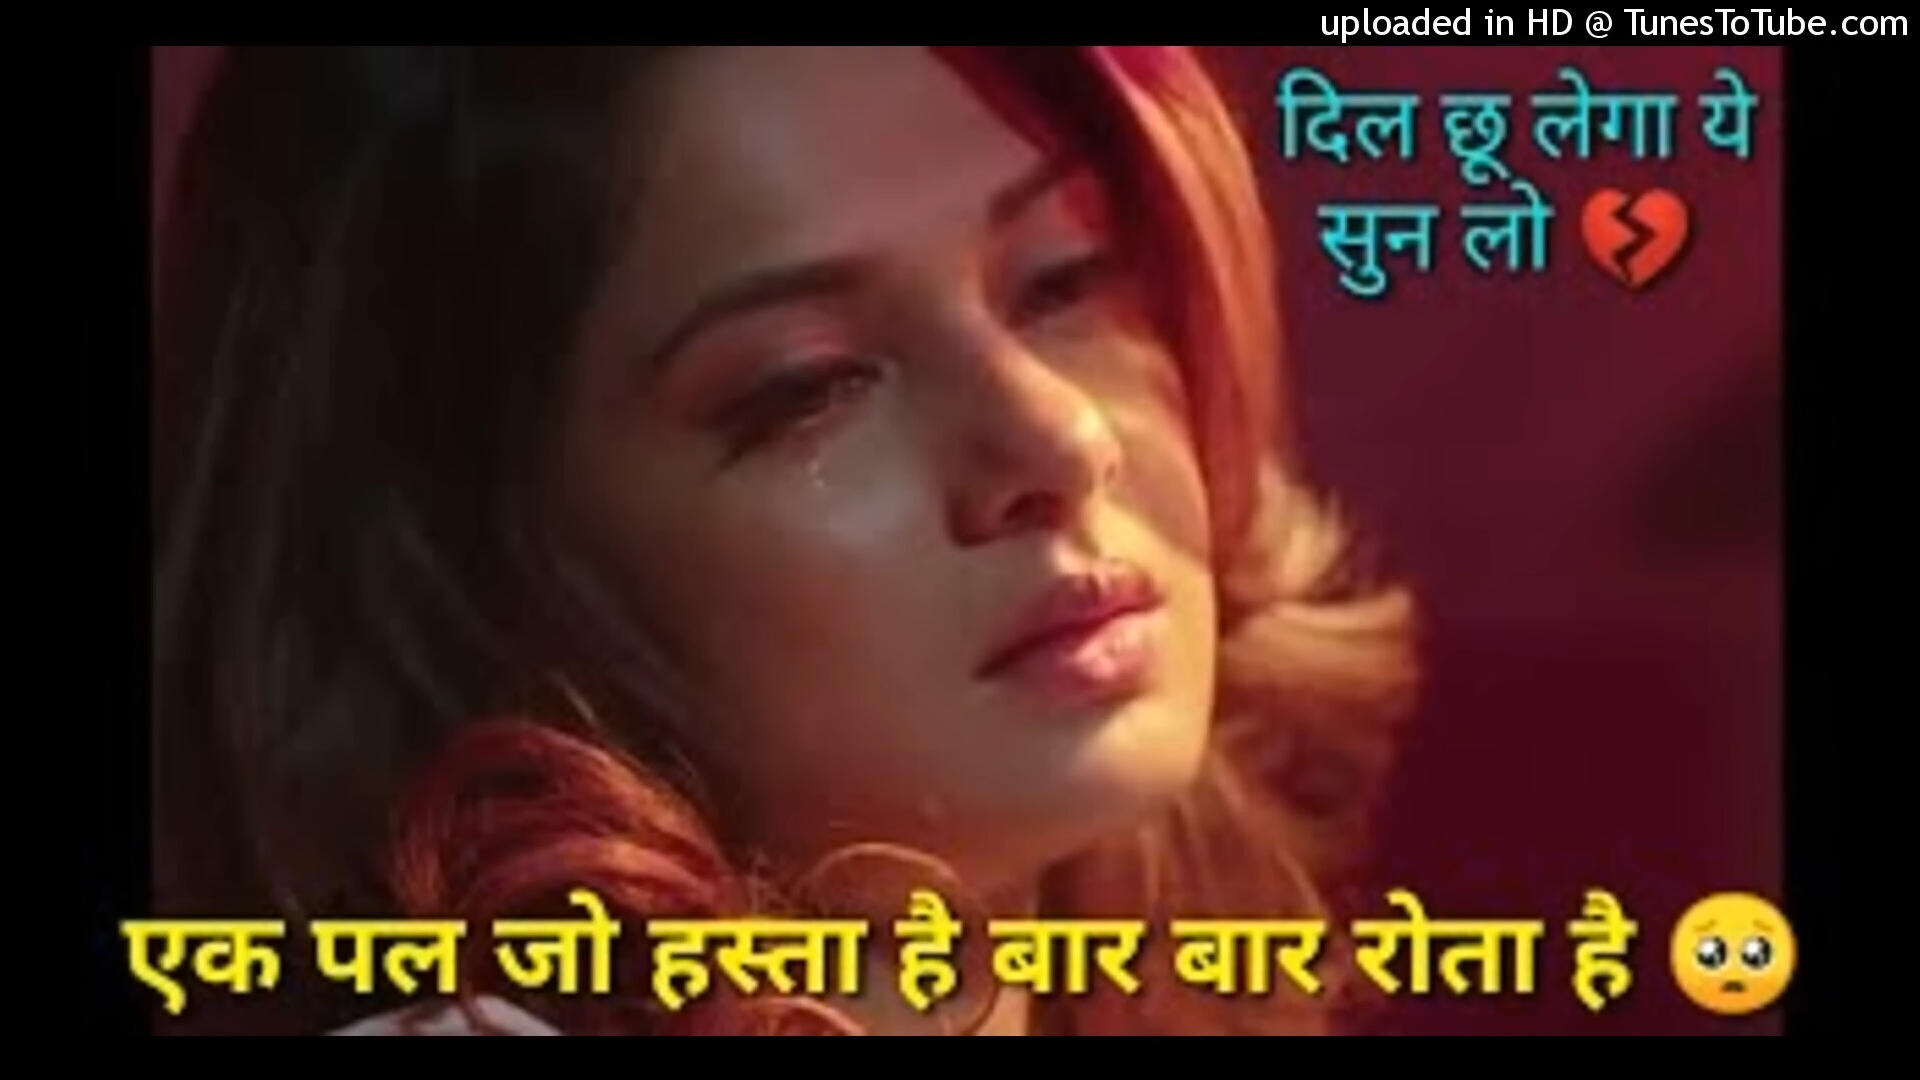 uploaded in HD @ TunesToTube.com
दिल छू लेगा ये
सुन लो 💔
एक पल जो हस्ता है बार बार रोता है 🥺